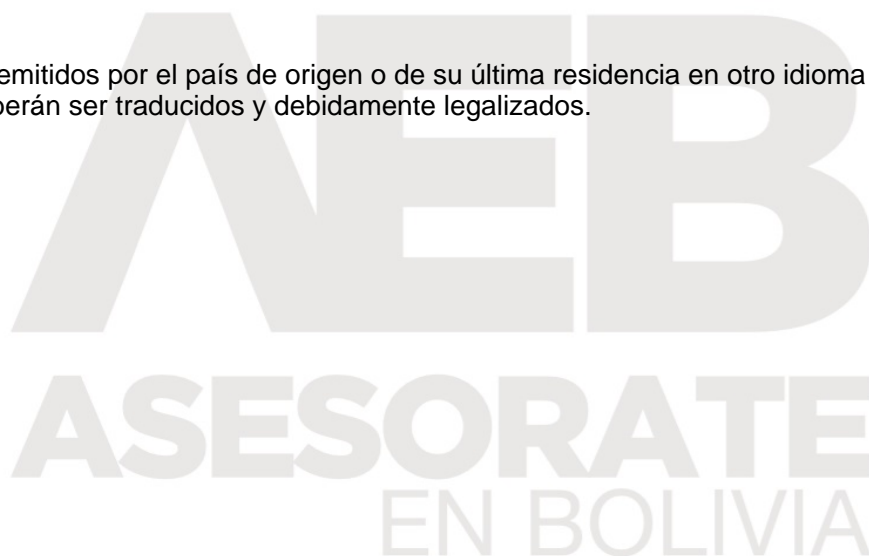 emitidos por el país de origen o de su última residencia en otro idioma
ser traducidos y debidamente legalizados.
AEB
ASESORATE
EN BOLIVIA